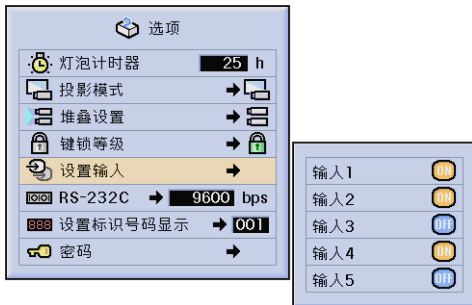 选项
灯泡计时器 25 h
投影模式
堆叠设置
键锁等级
设置输入
RS-232C 9600 bps
888 设置标识号码显示 001
密码
输入1 ON
输入2 ON
输入3 OFF
输入4 ON
输入5 OFF